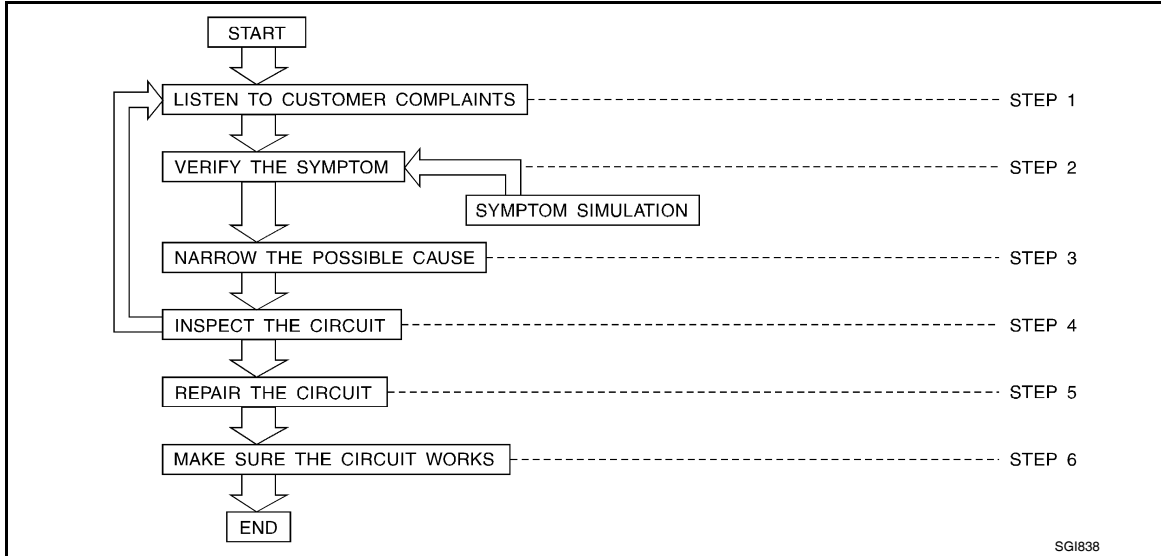 START
LISTEN TO CUSTOMER COMPLAINTS
STEP 1
VERIFY THE SYMPTOM
STEP 2
SYMPTOM SIMULATION
NARROW THE POSSIBLE CAUSE
STEP 3
INSPECT THE CIRCUIT
STEP 4
REPAIR THE CIRCUIT
STEP 5
MAKE SURE THE CIRCUIT WORKS
STEP 6
END
SGI838